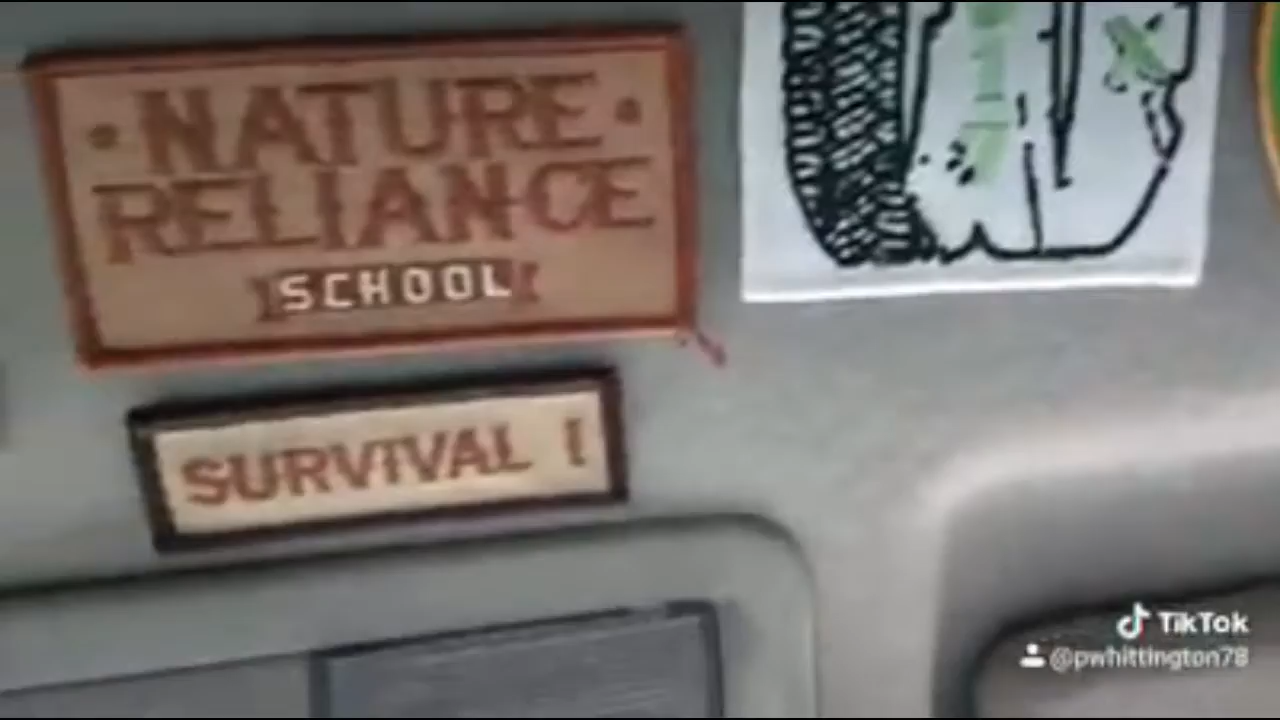 NATURE
RELIANCE
SCHOOL
SURVIVAL I
TikTok
@pwhittington78